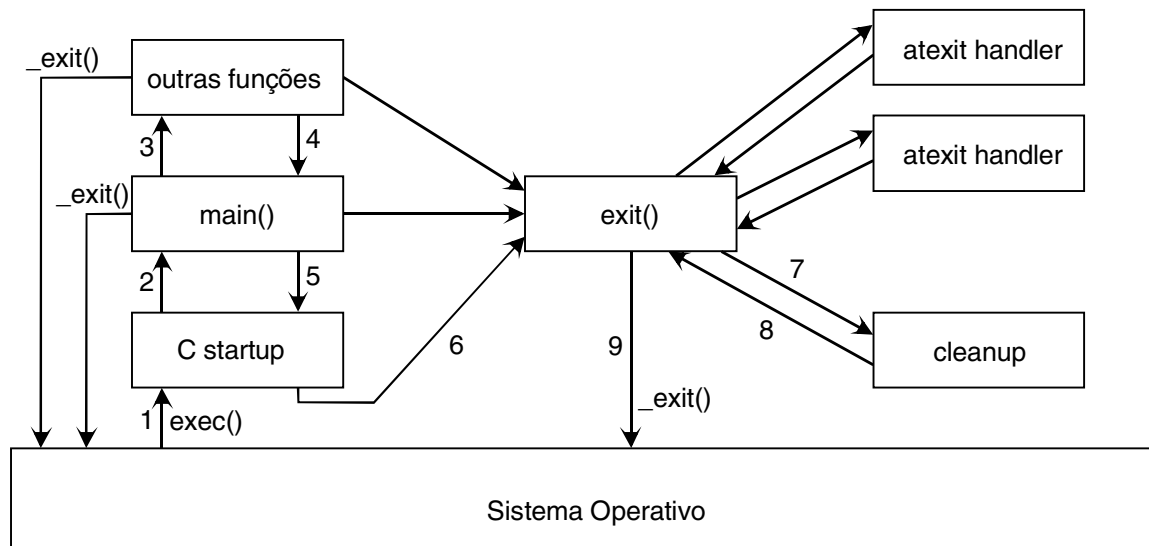 _exit()
outras funções
atexit handler
3
4
atexit handler
_exit()
main()
exit()
2
5
7
C startup
6
9
8
cleanup
1
exec()
_exit()
Sistema Operativo